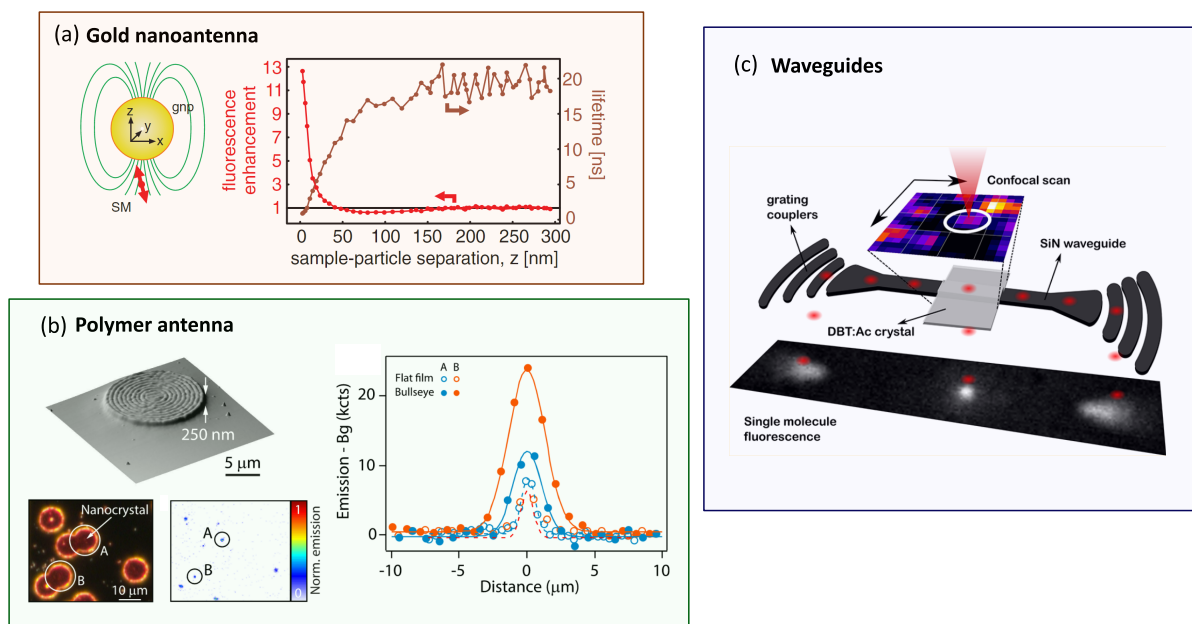 (a) Gold nanoantenna
z
y
x
gnp
SM
fluorescence
enhancement
13
11
9
7
5
3
1
20
15
10
5
2
0
lifetime [ns]
0
50
100
150
200
250
300
sample-particle separation, z [nm]
(b) Polymer antenna
250 nm
5 μm
Nanocrystal
A
B
10 μm
A
B
1
0
Norm. emission
A B
Flat film
Bullseye
Emission - Bg (kcts)
20
10
0
-10
-5
0
5
10
Distance (μm)
(c) Waveguides
Confocal scan
grating
couplers
SiN waveguide
DBT:Ac crystal
Single molecule
fluorescence